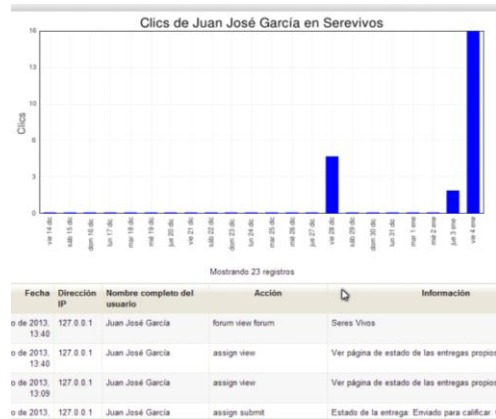 Clics de Juan José García en Serevivos
16
13
10
6
3
0
Clics
vie 14 dic
sáb 15 dic
dom 16 dic
lun 17 dic
mar 18 dic
mié 19 dic
jue 20 dic
vie 21 dic
sáb 22 dic
dom 23 dic
lun 24 dic
mar 25 dic
mié 26 dic
jue 27 dic
vie 28 dic
sáb 29 dic
dom 30 dic
lun 31 dic
mar 1 ene
mié 2 ene
jue 3 ene
vie 4 ene
Mostrando 23 registros
Fecha Dirección IP Nombre completo del usuario Acción Información
o de 2013, 13:40 127.0.0.1 Juan José García forum view forum Seres Vivos
o de 2013, 13:40 127.0.0.1 Juan José García assign view Ver página de estado de las entregas propios
o de 2013, 13:09 127.0.0.1 Juan José García assign view Ver página de estado de las entregas propios
o de 2013, 127.0.0.1 Juan José García assign submit Estado de la entrega: Enviado para calificar